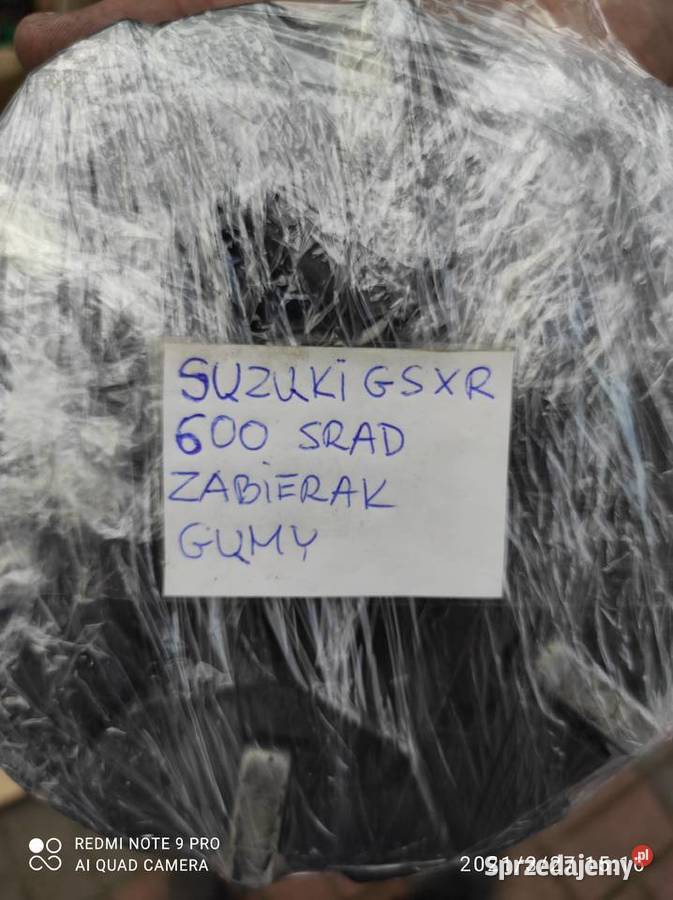 SUZUKi GSXR
600 SRAD
ZABiERAK
GUMY
REDMI NOTE 9 PRO
AI QUAD CAMERA
Sprzedajemy.pl